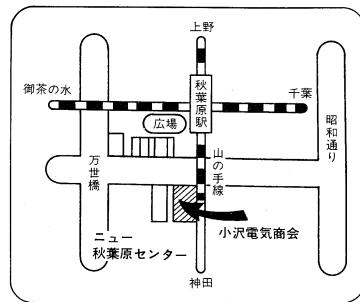 上野
御茶の水
秋葉原駅
千葉
広場
昭和通り
山の手線
万世橋
小沢電気商会
ニュー
秋葉原センター
神田